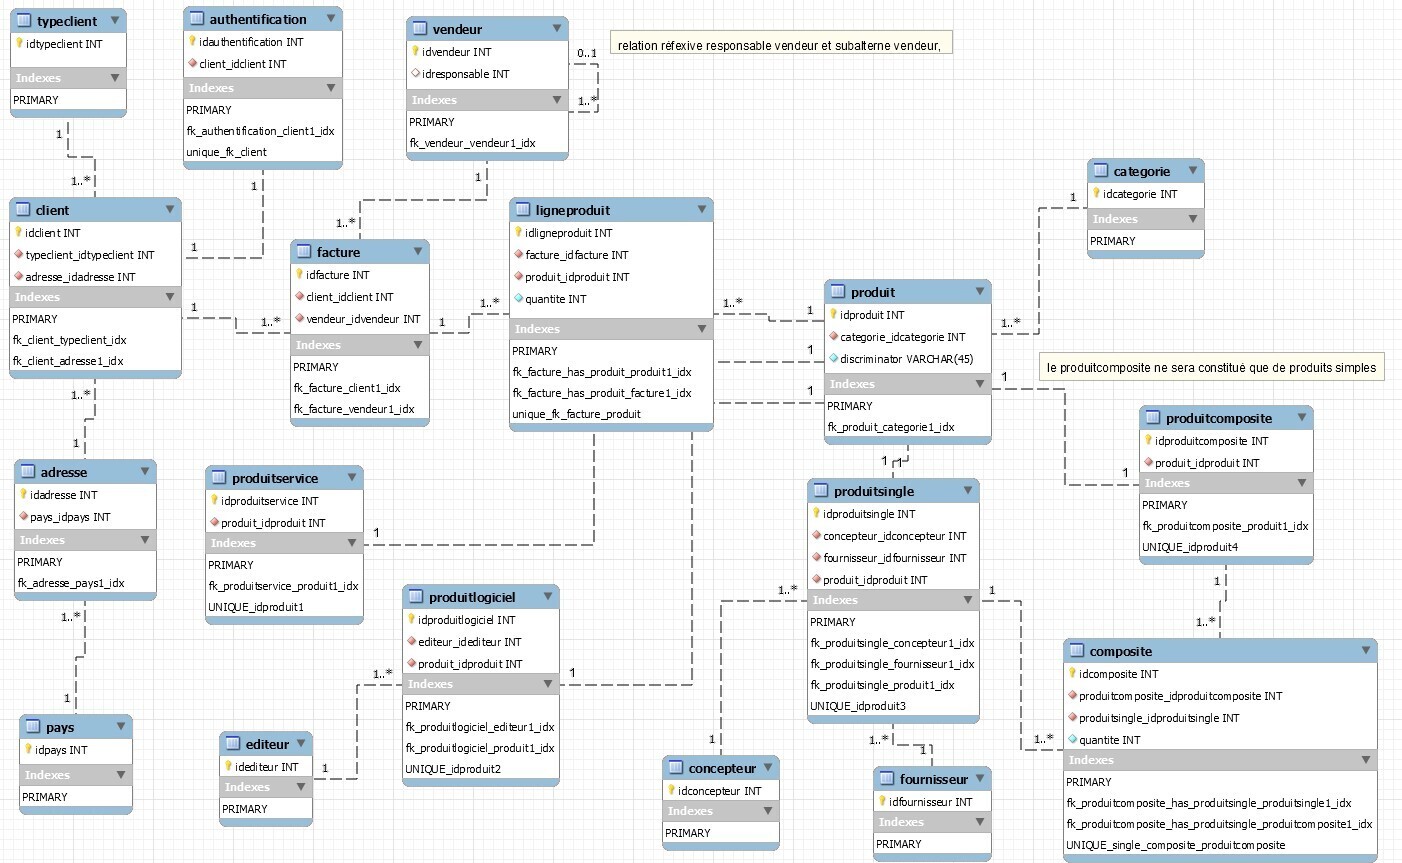 typeclient
idtypeclient INT
Indexes
PRIMARY
1
1..*
authentification
idauthentification INT
client_idclient INT
Indexes
PRIMARY
fk_authentification_client1_idx
unique_fk_client
1
1
vendeur
idvendeur INT
idresponsable INT
Indexes
PRIMARY
fk_vendeur_vendeur1_idx
0..1
1..*
relation réfexive responsable vendeur et subalterne vendeur,
1
1..*
client
idclient INT
typeclient_idtypeclient INT
adresse_idadresse INT
Indexes
PRIMARY
fk_client_typeclient_idx
fk_client_adresse1_idx
1
1..*
1..*
1
facture
idfacture INT
client_idclient INT
vendeur_idvendeur INT
Indexes
PRIMARY
fk_facture_client1_idx
fk_facture_vendeur1_idx
1
1..*
ligneproduit
idligneproduit INT
facture_idfacture INT
produit_idproduit INT
quantite INT
Indexes
PRIMARY
fk_facture_has_produit_produit1_idx
fk_facture_has_produit_facture1_idx
unique_fk_facture_produit
1..*
1
1
1
produit
idproduit INT
categorie_idcategorie INT
discriminator VARCHAR(45)
Indexes
PRIMARY
fk_produit_categorie1_idx
1..*
1
categorie
idcategorie INT
Indexes
PRIMARY
le produitcomposite ne sera constitué que de produits simples
1
1
produitcomposite
idproduitcomposite INT
produit_idproduit INT
Indexes
PRIMARY
fk_produitcomposite_produit1_idx
UNIQUE_idproduit4
1
1..*
adresse
idadresse INT
pays_idpays INT
Indexes
PRIMARY
fk_adresse_pays1_idx
1..*
1
pays
idpays INT
Indexes
PRIMARY
produitservice
idproduitservice INT
produit_idproduit INT
Indexes
PRIMARY
fk_produitservice_produit1_idx
UNIQUE_idproduit1
1
produitlogiciel
idproduitlogiciel INT
editeur_idediteur INT
produit_idproduit INT
Indexes
PRIMARY
fk_produitlogiciel_editeur1_idx
fk_produitlogiciel_produit1_idx
UNIQUE_idproduit2
1
1..*
1
editeur
idediteur INT
Indexes
PRIMARY
1
1
produitsingle
idproduitsingle INT
concepteur_idconcepteur INT
fournisseur_idfournisseur INT
produit_idproduit INT
Indexes
PRIMARY
fk_produitsingle_concepteur1_idx
fk_produitsingle_fournisseur1_idx
fk_produitsingle_produit1_idx
UNIQUE_idproduit3
1..*
1
concepteur
idconcepteur INT
Indexes
PRIMARY
1..*
1
fournisseur
idfournisseur INT
Indexes
PRIMARY
1
1..*
composite
idcomposite INT
produitcomposite_idproduitcomposite INT
produitsingle_idproduitsingle INT
quantite INT
Indexes
PRIMARY
fk_produitcomposite_has_produitsingle_produitsingle1_idx
fk_produitcomposite_has_produitsingle_produitcomposite1_idx
UNIQUE_single_composite_produitcomposite